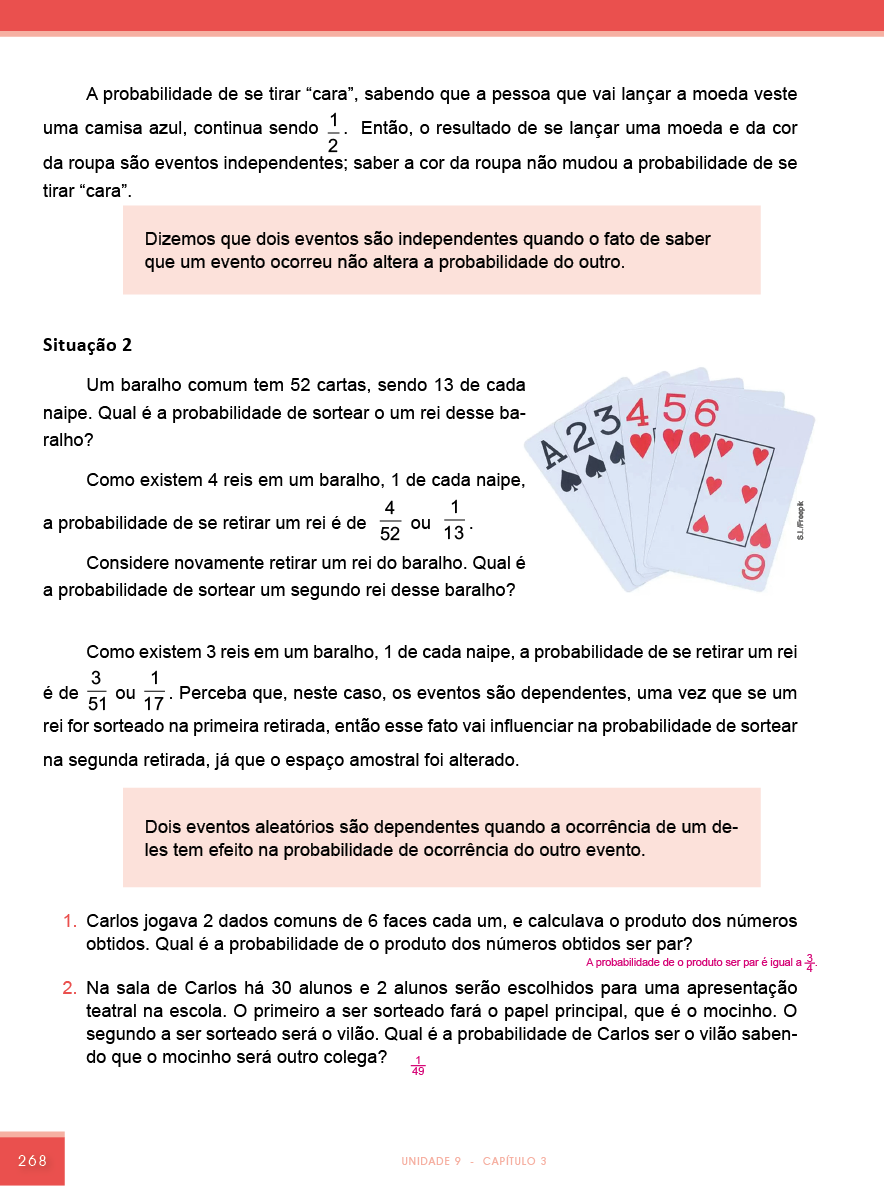 A probabilidade de se tirar “cara”, sabendo que a pessoa que vai lançar a moeda veste
uma camisa azul, continua sendo 1/2. Então, o resultado de se lançar uma moeda e da cor
da roupa são eventos independentes; saber a cor da roupa não mudou a probabilidade de se
tirar “cara”.
Dizemos que dois eventos são independentes quando o fato de saber
que um evento ocorreu não altera a probabilidade do outro.
Situação 2
Um baralho comum tem 52 cartas, sendo 13 de cada
naipe. Qual é a probabilidade de sortear o um rei desse ba-
ralho?
Como existem 4 reis em um baralho, 1 de cada naipe,
a probabilidade de se retirar um rei é de 4/52 ou 1/13.
Considere novamente retirar um rei do baralho. Qual é
a probabilidade de sortear um segundo rei desse baralho?
A 2 3 4 5 6
6
S.I./Freepik
Como existem 3 reis em um baralho, 1 de cada naipe, a probabilidade de se retirar um rei
é de 3/51 ou 1/17. Perceba que, neste caso, os eventos são dependentes, uma vez que se um
rei for sorteado na primeira retirada, então esse fato vai influenciar na probabilidade de sortear
na segunda retirada, já que o espaço amostral foi alterado.
Dois eventos aleatórios são dependentes quando a ocorrência de um de-
les tem efeito na probabilidade de ocorrência do outro evento.
1. Carlos jogava 2 dados comuns de 6 faces cada um, e calculava o produto dos números
obtidos. Qual é a probabilidade de o produto dos números obtidos ser par?
A probabilidade de o produto ser par é igual a 3/4.
2. Na sala de Carlos há 30 alunos e 2 alunos serão escolhidos para uma apresentação
teatral na escola. O primeiro a ser sorteado fará o papel principal, que é o mocinho. O
segundo a ser sorteado será o vilão. Qual é a probabilidade de Carlos ser o vilão saben-
do que o mocinho será outro colega? 1/49
268
UNIDADE 9 - CAPÍTULO 3